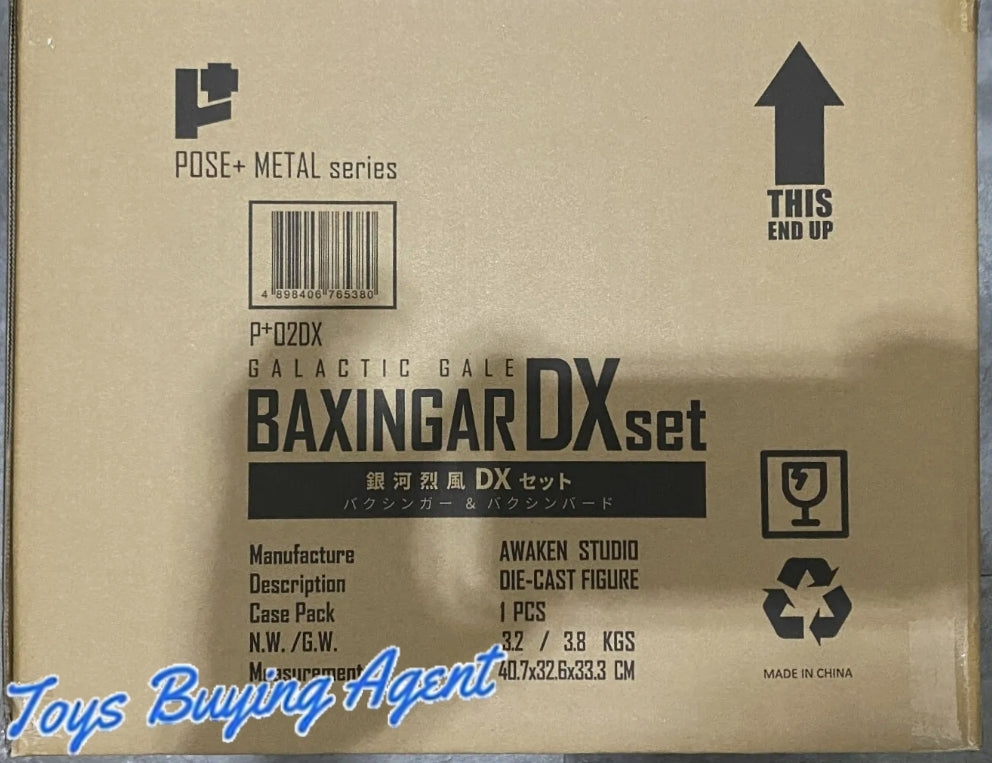 POSE+ METAL series
THIS
END UP
4 898406 765380
P+02DX
GALACTIC GALE
BAXINGAR DX set
銀河烈風 DX セット
バクシンガー & バクシンバード
Manufacture AWAKEN STUDIO
Description DIE-CAST FIGURE
Case Pack 1 PCS
N.W. /G.W. 3.2 / 3.8 KGS
Measurement 40.7x32.6x33.3 CM
MADE IN CHINA
Toys Buying Agent